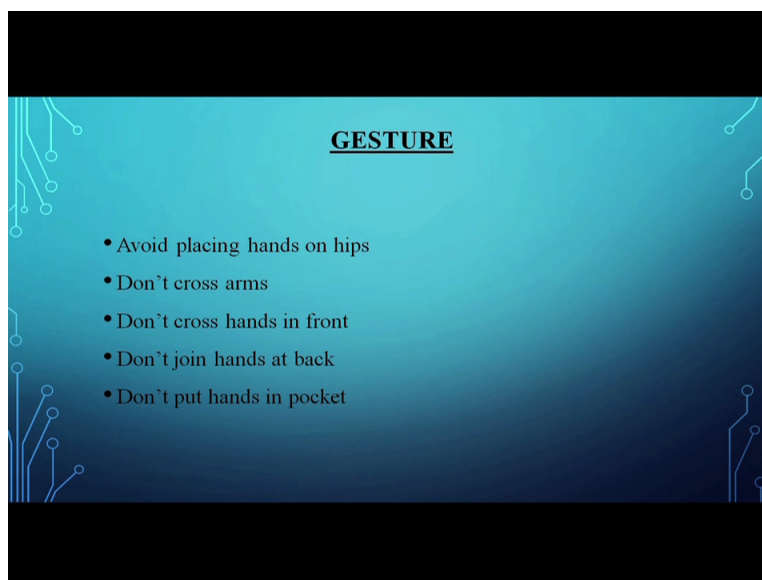 GESTURE
• Avoid placing hands on hips
• Don’t cross arms
• Don’t cross hands in front
• Don’t join hands at back
• Don’t put hands in pocket